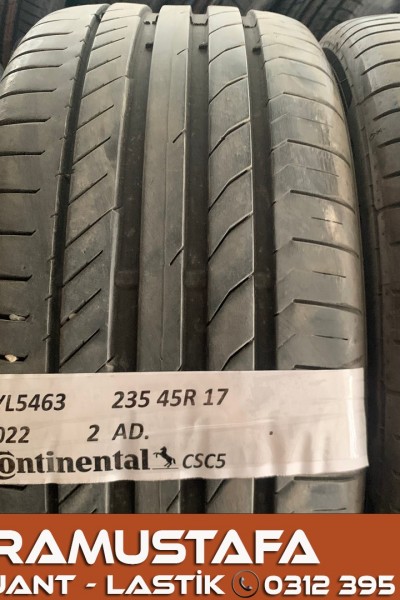 YL5463 235 45R 17
022 2 AD.
Continental CSC5
RAMUSTAFA
JANT - LASTİK 0312 395